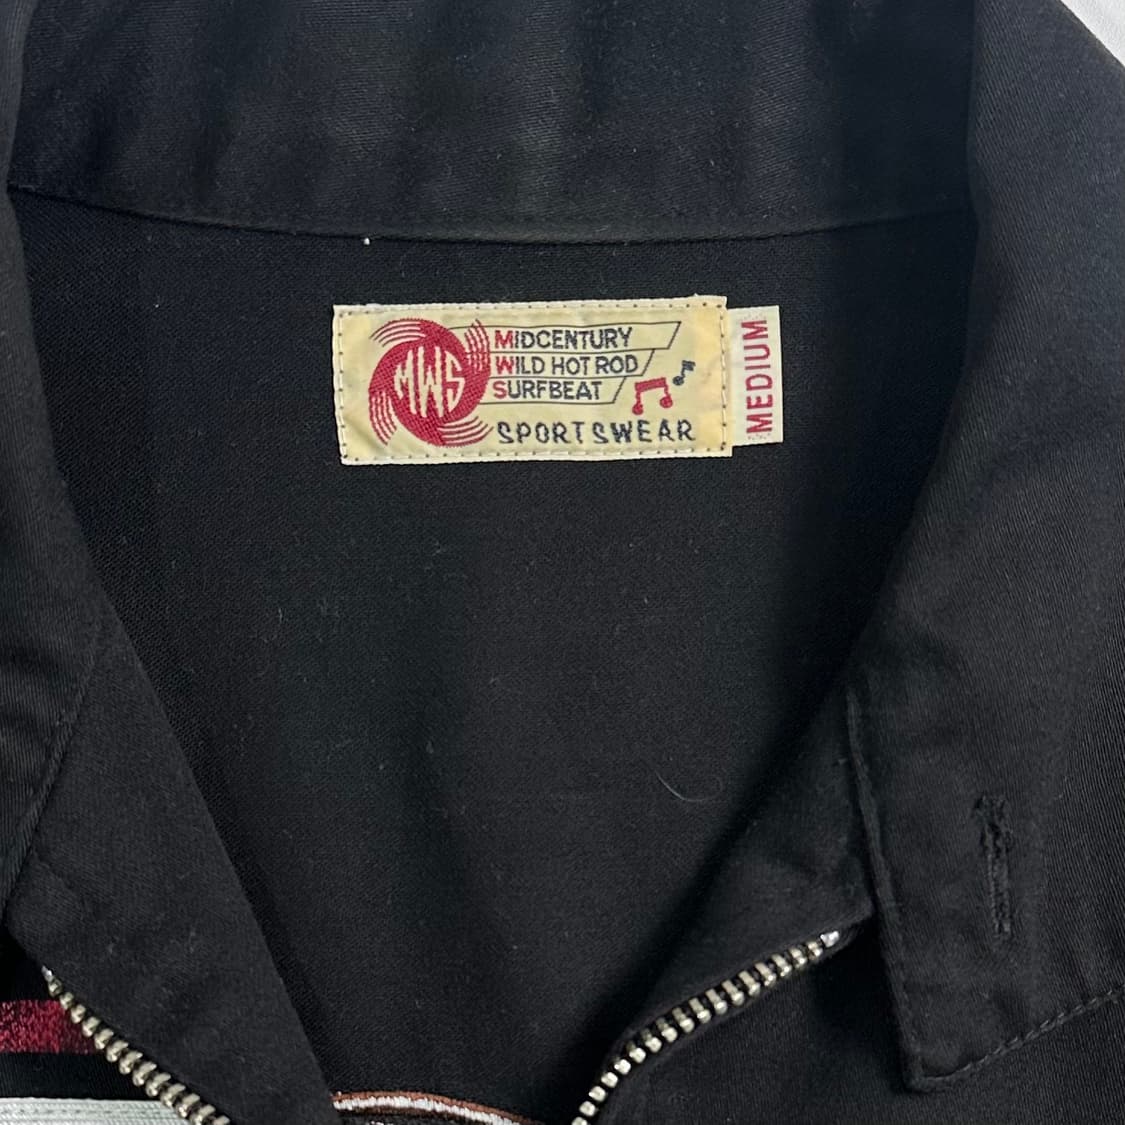 MWS
MIDCENTURY
WILD HOT ROD
SURFBEAT
SPORTSWEAR
MEDIUM